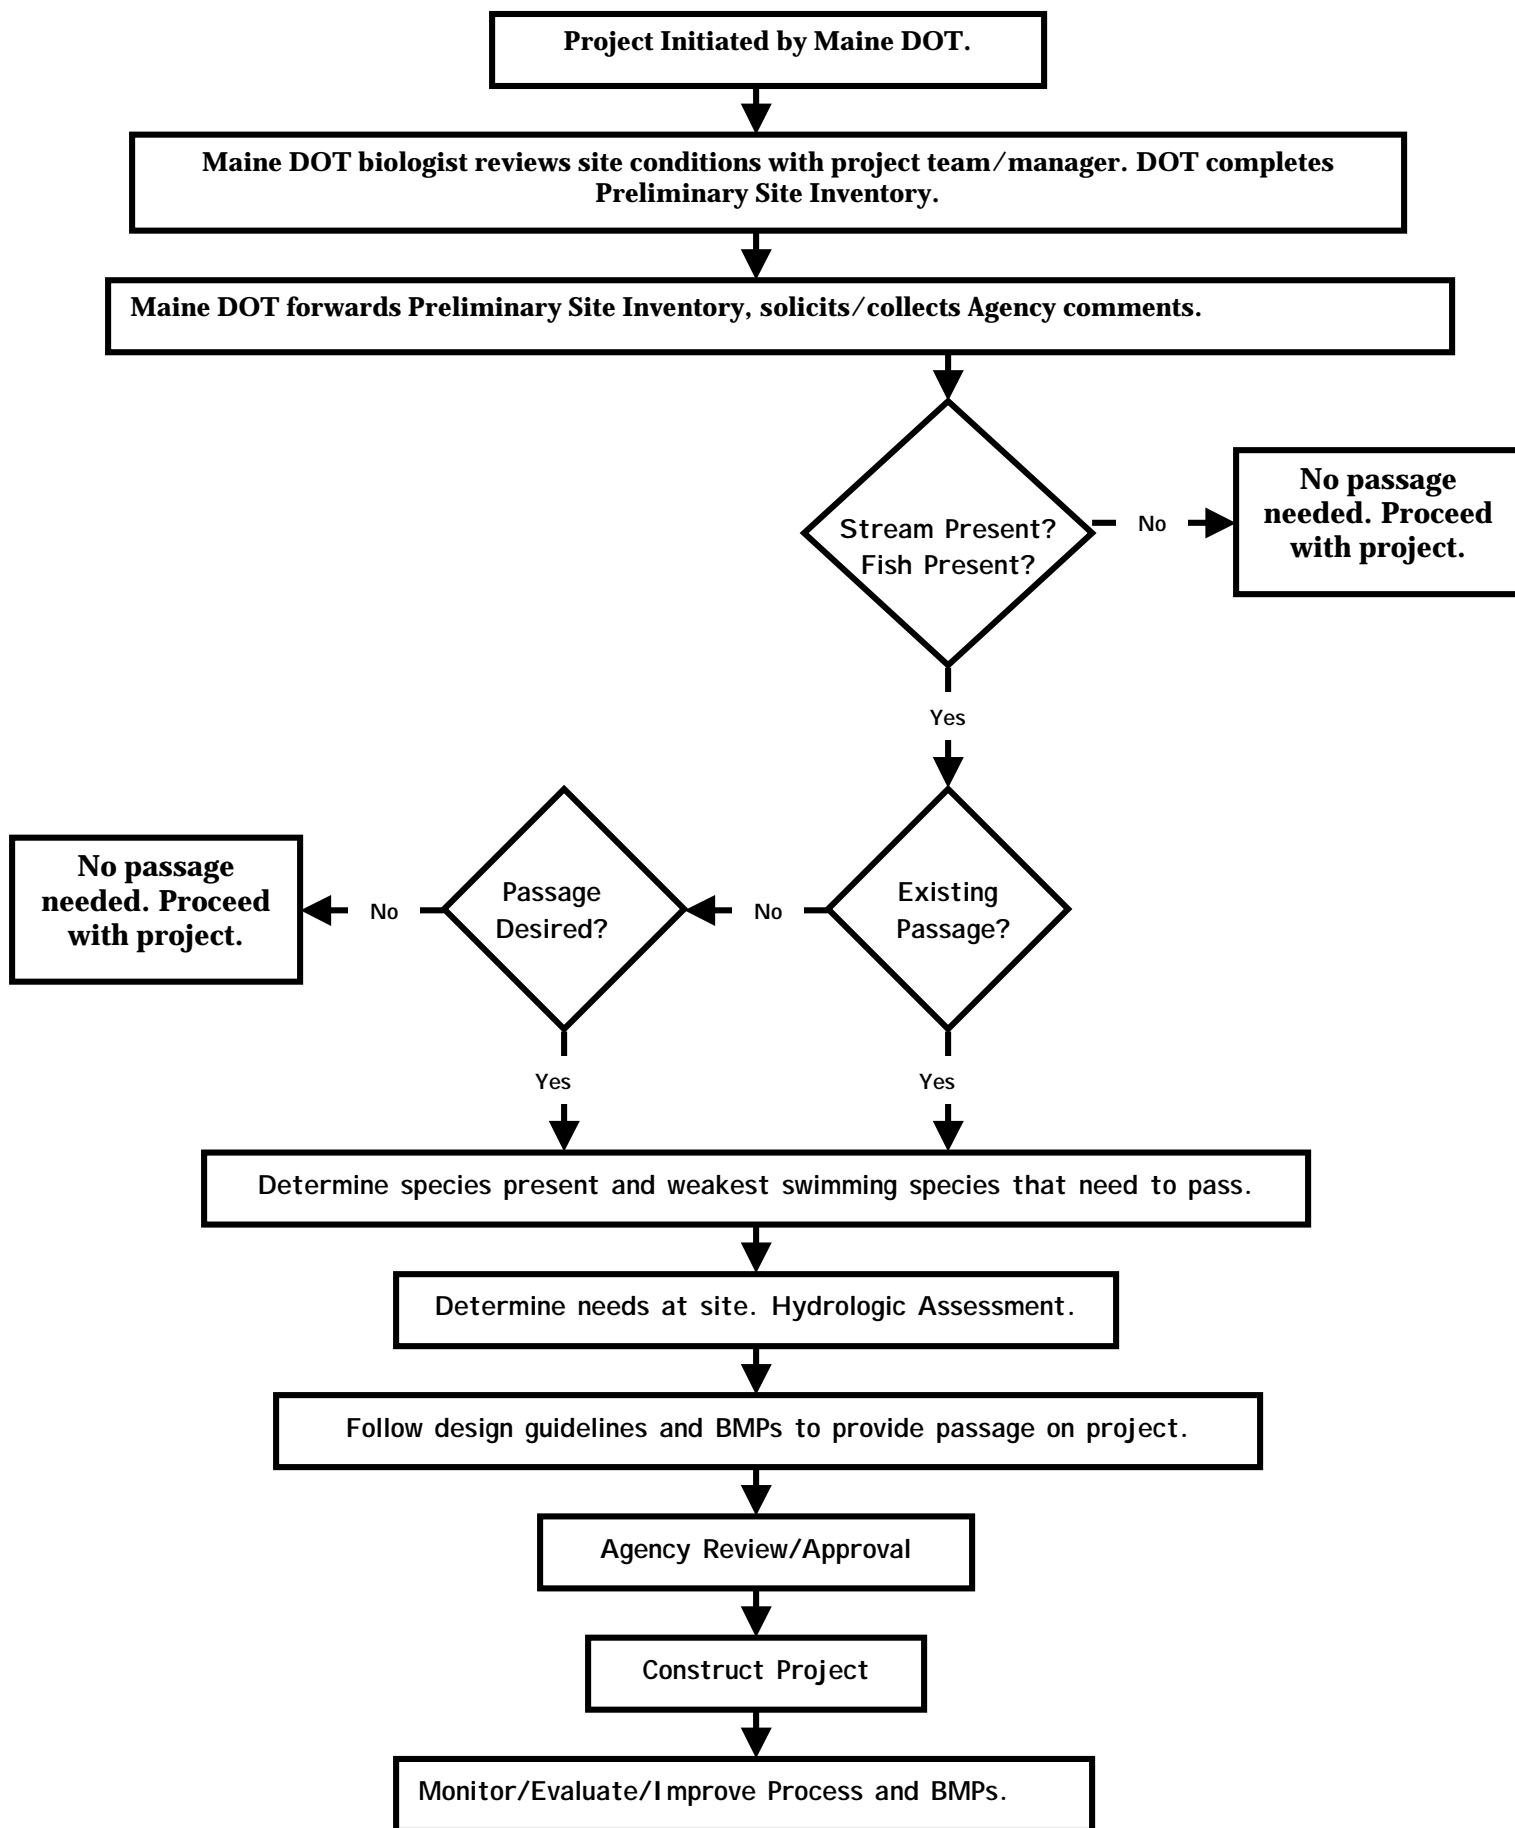 Project Initiated by Maine DOT.
Maine DOT biologist reviews site conditions with project team/manager. DOT completes
Preliminary Site Inventory.
Maine DOT forwards Preliminary Site Inventory, solicits/collects Agency comments.
Stream Present?
Fish Present?
No
No passage
needed. Proceed
with project.
Yes
Existing
Passage?
No
Passage
Desired?
No
No passage
needed. Proceed
with project.
Yes
Yes
Determine species present and weakest swimming species that need to pass.
Determine needs at site. Hydrologic Assessment.
Follow design guidelines and BMPs to provide passage on project.
Agency Review/Approval
Construct Project
Monitor/Evaluate/Improve Process and BMPs.